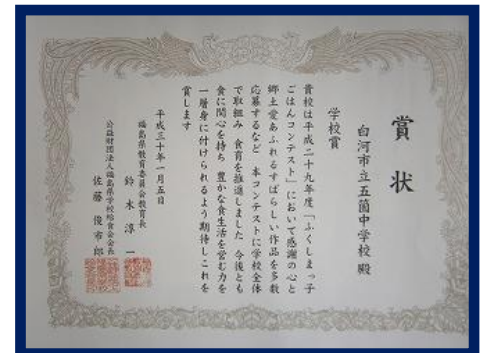 賞状
白河市立五箇中学校 殿
学校賞
貴校は平成二十九年度「ふくしまっ子
ごはんコンテスト」において感謝の心と
郷土愛あふれるすばらしい作品を多数
応募するなど 本コンテストに学校全体
で取組み 食育を推進しました 今後とも
食に関心を持ち 豊かな食生活を営む力を
一層身に付けられるよう期待しこれを
賞します
平成三十年一月五日
福島県教育委員会教育長
鈴木淳一
公益財団法人福島県学校給食会会長
佐藤俊市郎